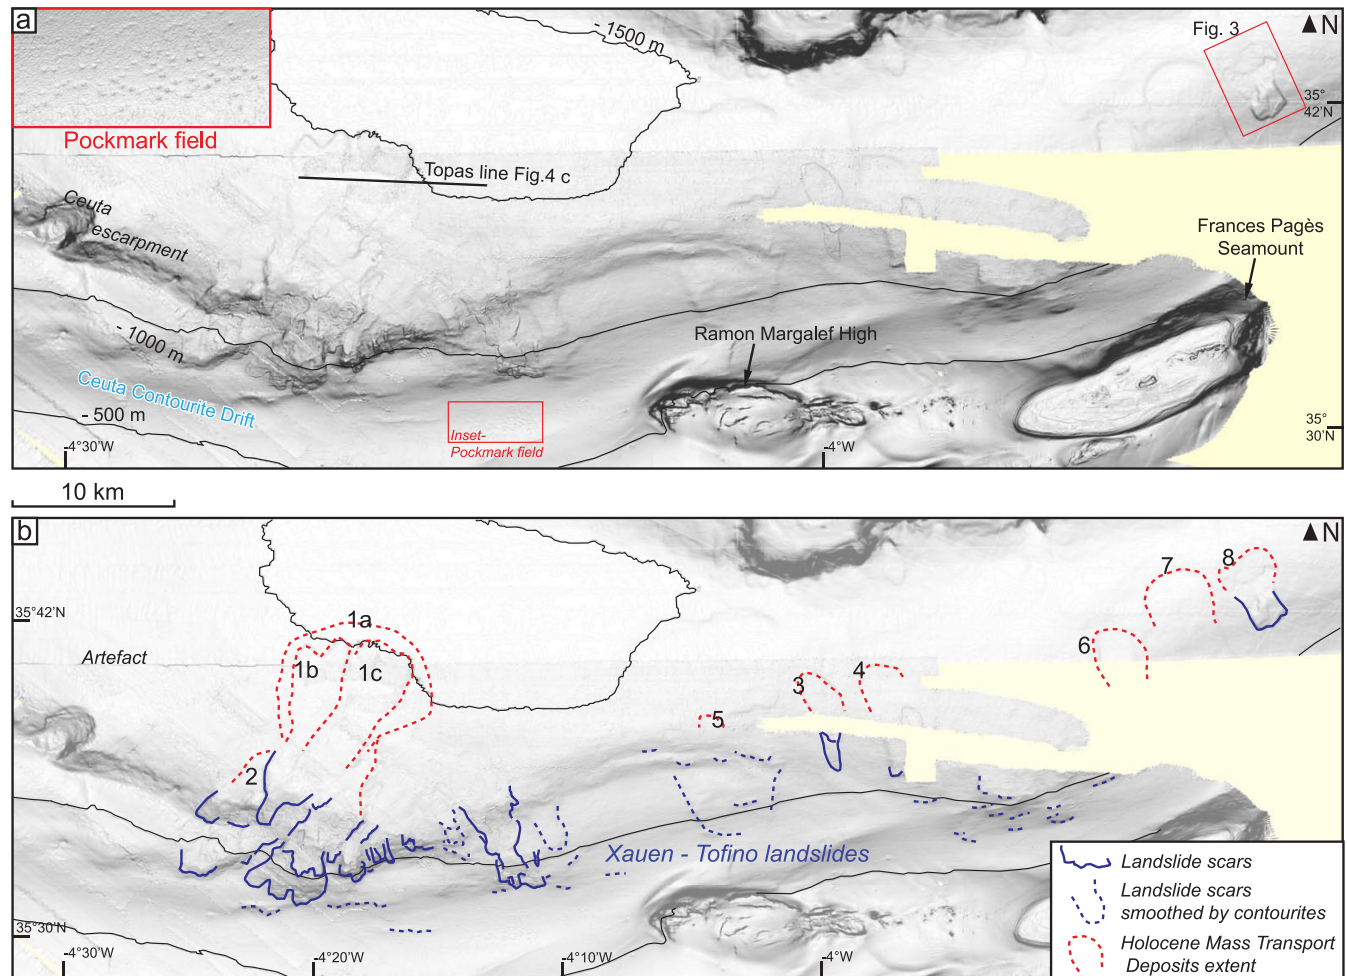 a
Pockmark field
- 1500 m
Fig. 3
N
35°
42'N
Topas line Fig.4 c
Ceuta
escarpment
Frances Pagès
Seamount
- 1000 m
Ramon Margalef High
Ceuta Contourite Drift
- 500 m
Inset-
Pockmark field
35°
30'N
-4°30'W
-4°W
10 km
b
N
7
8
35°42'N
1a
6
Artefact
1b
1c
3
4
5
2
Xauen - Tofino landslides
Landslide scars
Landslide scars
smoothed by contourites
Holocene Mass Transport
Deposits extent
35°30'N
-4°30'W
-4°20'W
-4°10'W
-4°W